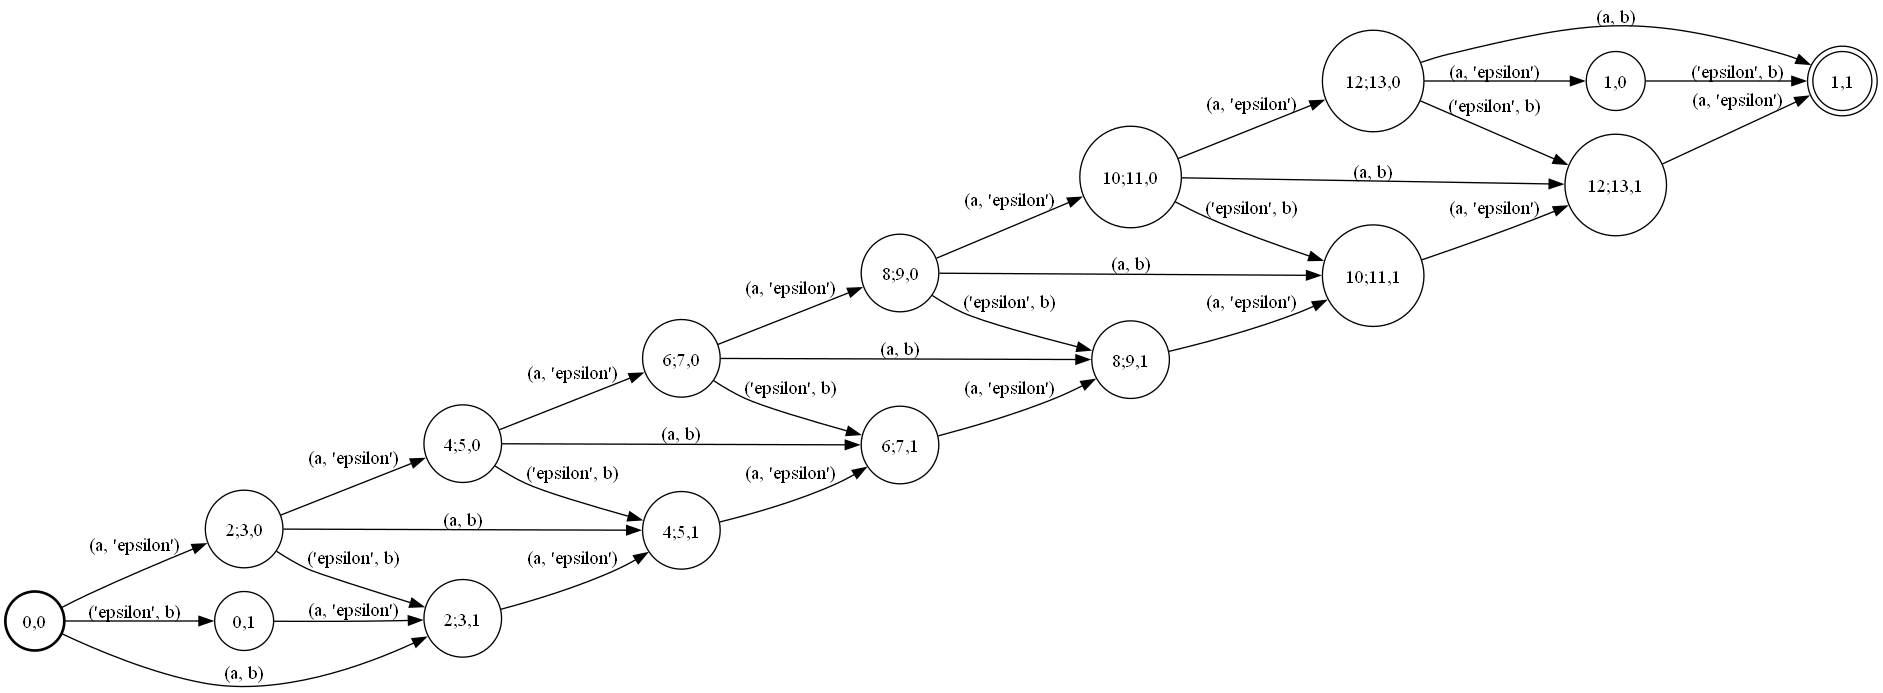 (a, b)
12;13,0
(a, 'epsilon')
1,0
('epsilon', b)
1,1
(a, 'epsilon')
('epsilon', b)
(a, 'epsilon')
10;11,0
(a, b)
12;13,1
(a, 'epsilon')
('epsilon', b)
(a, 'epsilon')
8;9,0
(a, b)
10;11,1
(a, 'epsilon')
('epsilon', b)
(a, 'epsilon')
6;7,0
(a, b)
8;9,1
(a, 'epsilon')
('epsilon', b)
(a, 'epsilon')
4;5,0
(a, b)
6;7,1
(a, 'epsilon')
('epsilon', b)
(a, 'epsilon')
2;3,0
(a, b)
4;5,1
(a, 'epsilon')
('epsilon', b)
(a, 'epsilon')
0,0
('epsilon', b)
0,1
(a, 'epsilon')
2;3,1
(a, b)